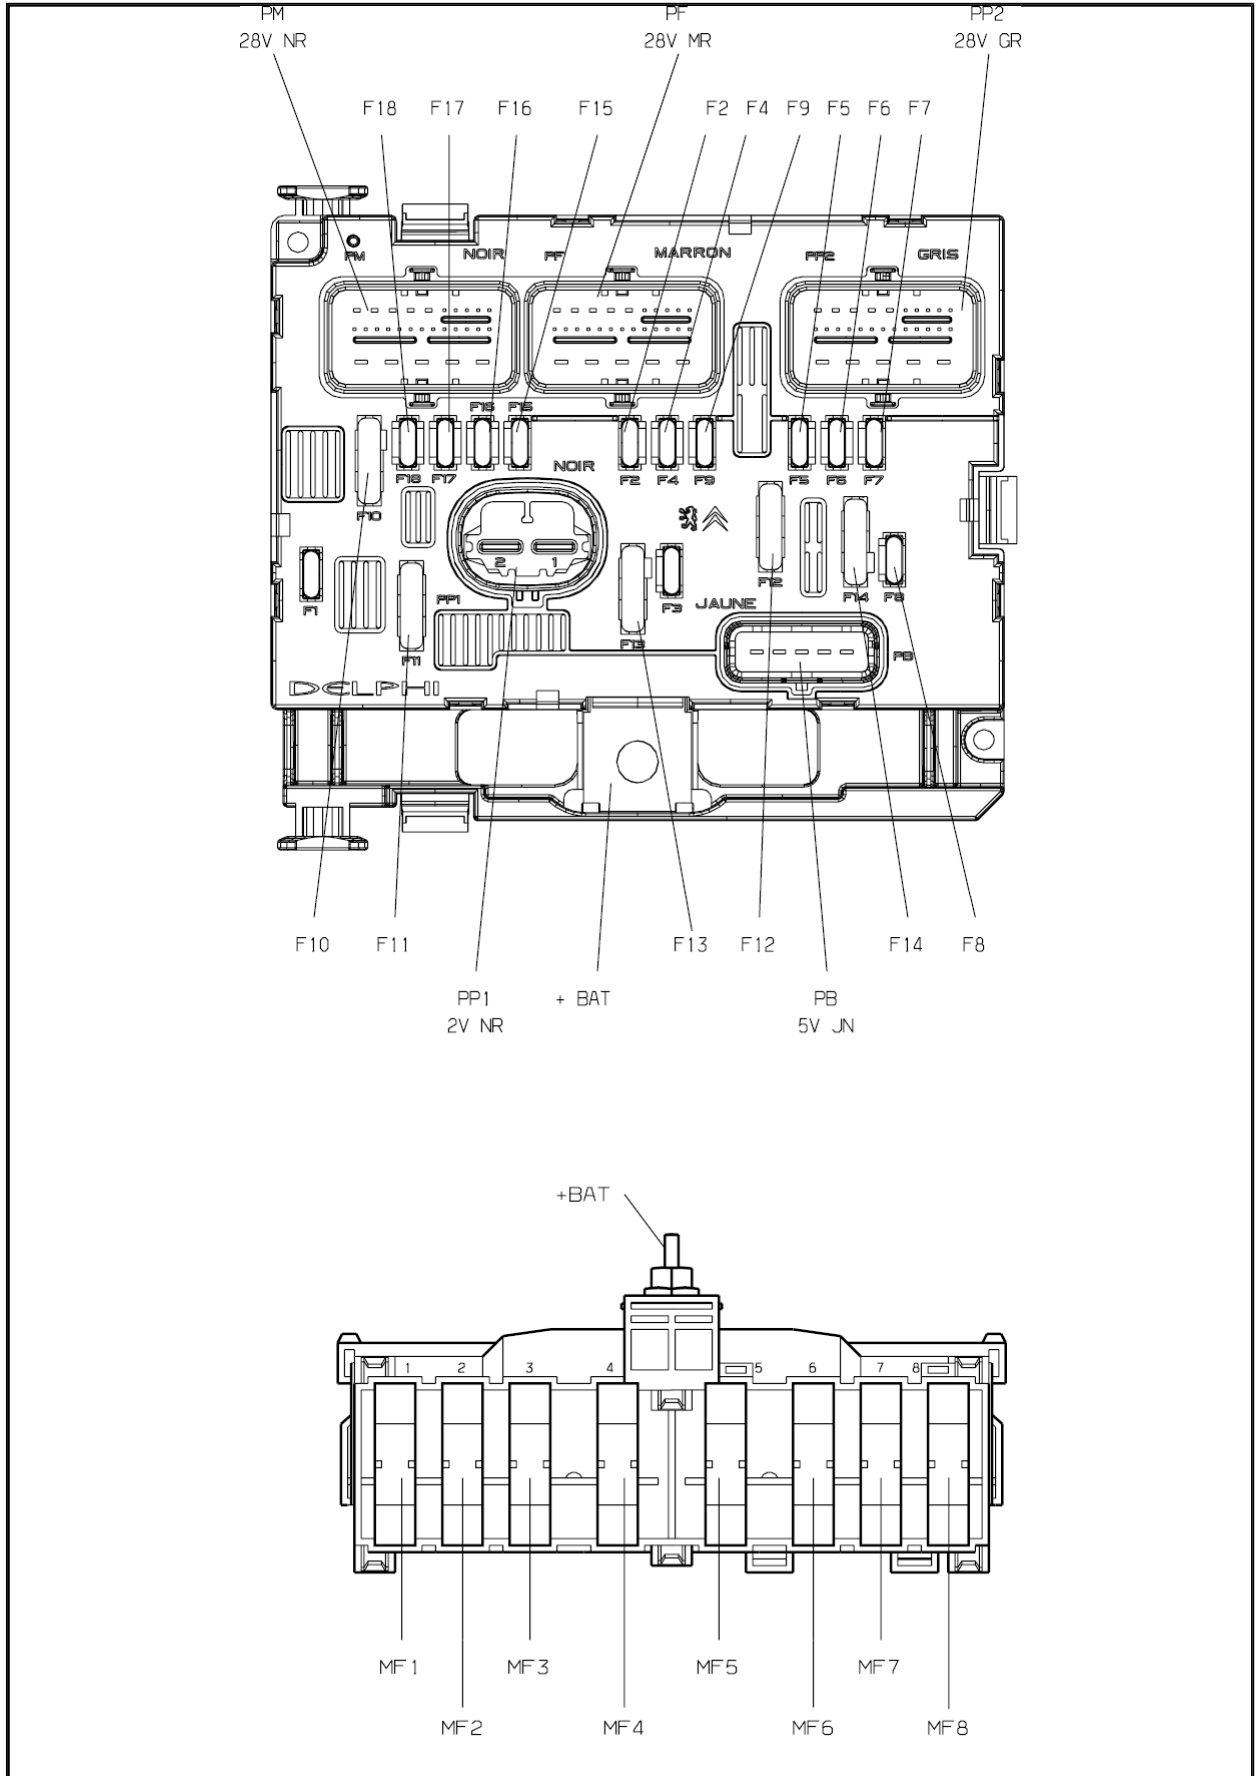 PM PF PP2
28V NR 28V MR 28V GR
F18 F17 F16 F15 F2 F4 F9 F5 F6 F7
PM NOIR PF MARRON PP2 GRIS
F16 F15
F18 F17 NOIR F2 F4 F9 F5 F6 F7
F10
2 1
F12
F1 PP1 F3 JAUNE F14 F8
F13
F11 PB
DELPHI
F10 F11 F13 F12 F14 F8
PP1 + BAT PB
2V NR 5V JN
+BAT
1 2 3 4 5 6 7 8
MF1 MF3 MF5 MF7
MF2 MF4 MF6 MF8